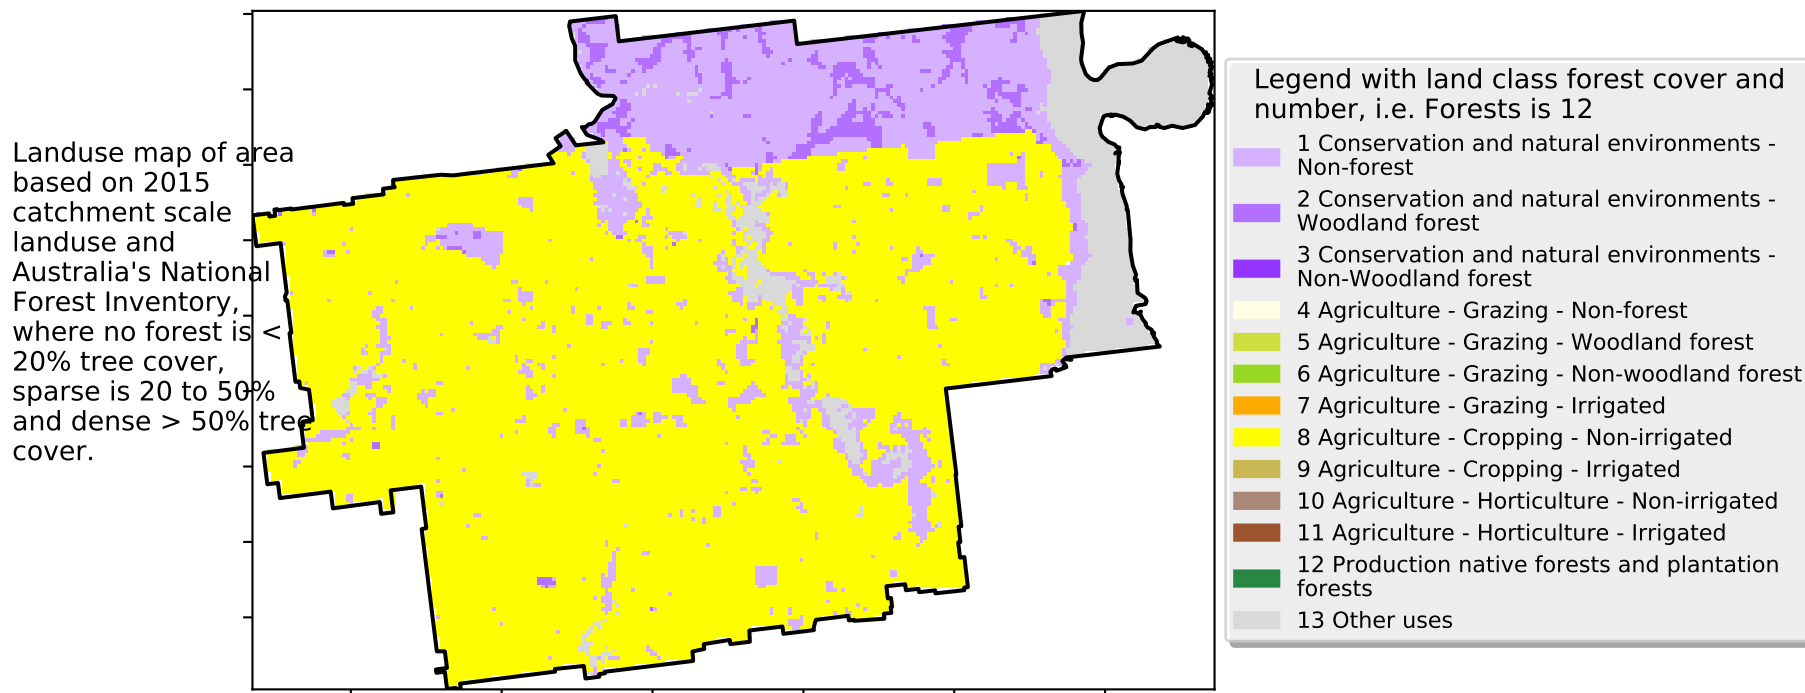 Landuse map of area
based on 2015
catchment scale
landuse and
Australia's National
Forest Inventory,
where no forest is <
20% tree cover,
sparse is 20 to 50%
and dense > 50% tree
cover.
Legend with land class forest cover and
number, i.e. Forests is 12
1 Conservation and natural environments -
Non-forest
2 Conservation and natural environments -
Woodland forest
3 Conservation and natural environments -
Non-Woodland forest
4 Agriculture - Grazing - Non-forest
5 Agriculture - Grazing - Woodland forest
6 Agriculture - Grazing - Non-woodland forest
7 Agriculture - Grazing - Irrigated
8 Agriculture - Cropping - Non-irrigated
9 Agriculture - Cropping - Irrigated
10 Agriculture - Horticulture - Non-irrigated
11 Agriculture - Horticulture - Irrigated
12 Production native forests and plantation
forests
13 Other uses